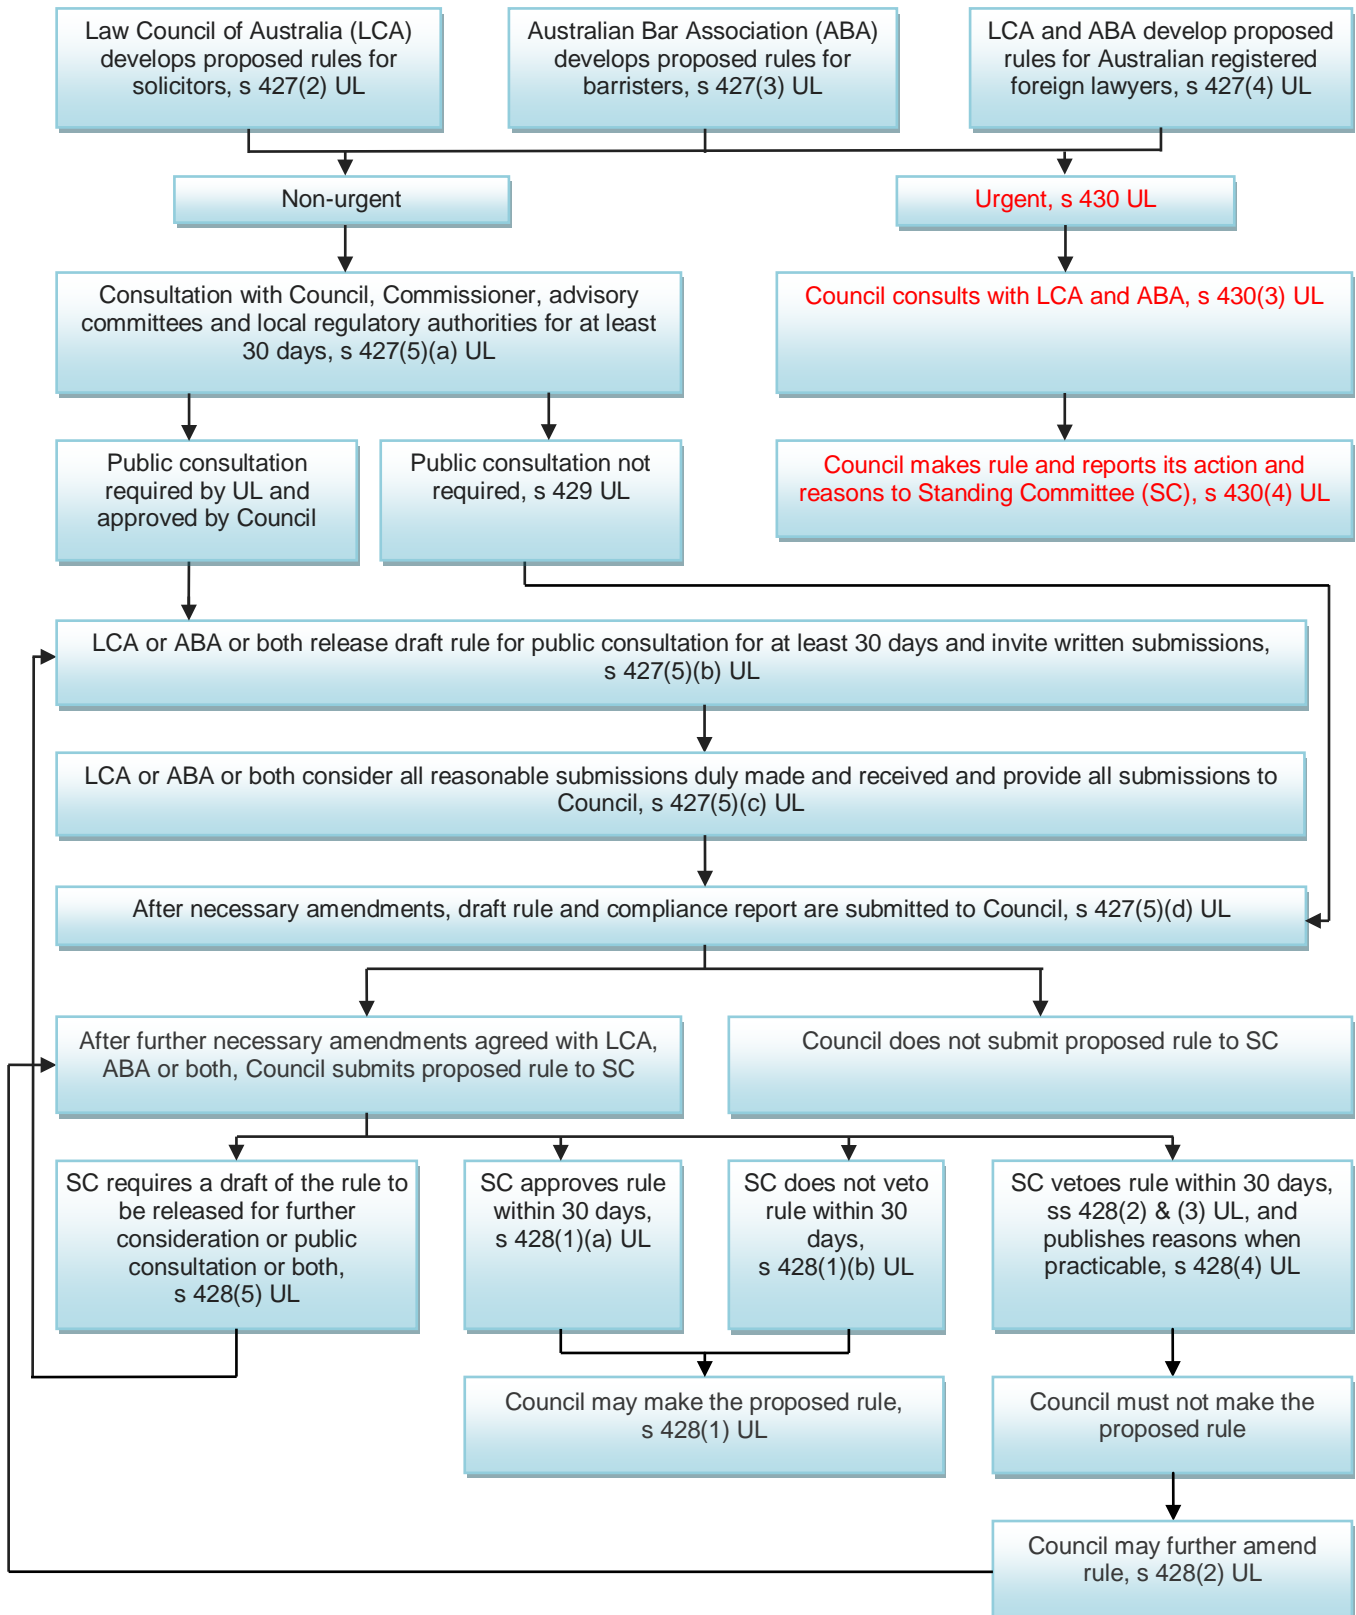 Law Council of Australia (LCA)
develops proposed rules for
solicitors, s 427(2) UL
Australian Bar Association (ABA)
develops proposed rules for
barristers, s 427(3) UL
LCA and ABA develop proposed
rules for Australian registered
foreign lawyers, s 427(4) UL
Non-urgent
Urgent, s 430 UL
Consultation with Council, Commissioner, advisory
committees and local regulatory authorities for at least
30 days, s 427(5)(a) UL
Council consults with LCA and ABA, s 430(3) UL
Public consultation
required by UL and
approved by Council
Public consultation not
required, s 429 UL
Council makes rule and reports its action and
reasons to Standing Committee (SC), s 430(4) UL
LCA or ABA or both release draft rule for public consultation for at least 30 days and invite written submissions,
s 427(5)(b) UL
LCA or ABA or both consider all reasonable submissions duly made and received and provide all submissions to
Council, s 427(5)(c) UL
After necessary amendments, draft rule and compliance report are submitted to Council, s 427(5)(d) UL
After further necessary amendments agreed with LCA,
ABA or both, Council submits proposed rule to SC
Council does not submit proposed rule to SC
SC requires a draft of the rule to
be released for further
consideration or public
consultation or both,
s 428(5) UL
SC approves rule
within 30 days,
s 428(1)(a) UL
SC does not veto
rule within 30
days,
s 428(1)(b) UL
SC vetoes rule within 30 days,
ss 428(2) & (3) UL, and
publishes reasons when
practicable, s 428(4) UL
Council may make the proposed rule,
s 428(1) UL
Council must not make the
proposed rule
Council may further amend
rule, s 428(2) UL